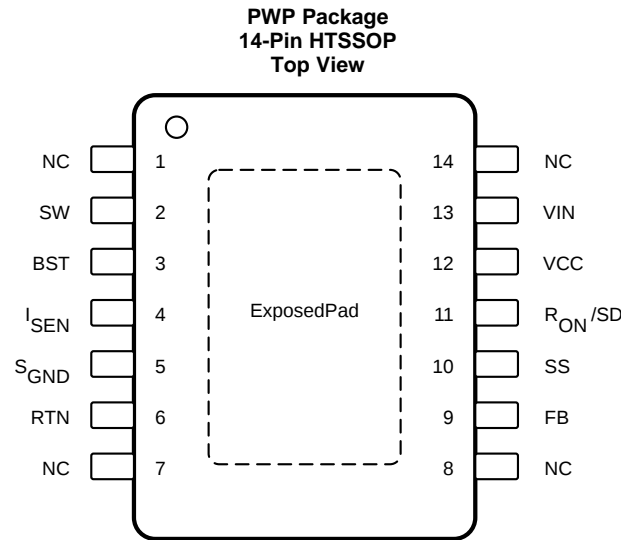 PWP Package
14-Pin HTSSOP
Top View
NC 1 14 NC
SW 2 13 VIN
BST 3 12 VCC
ISEN 4 ExposedPad 11 RON/SD
SGND 5 10 SS
RTN 6 9 FB
NC 7 8 NC